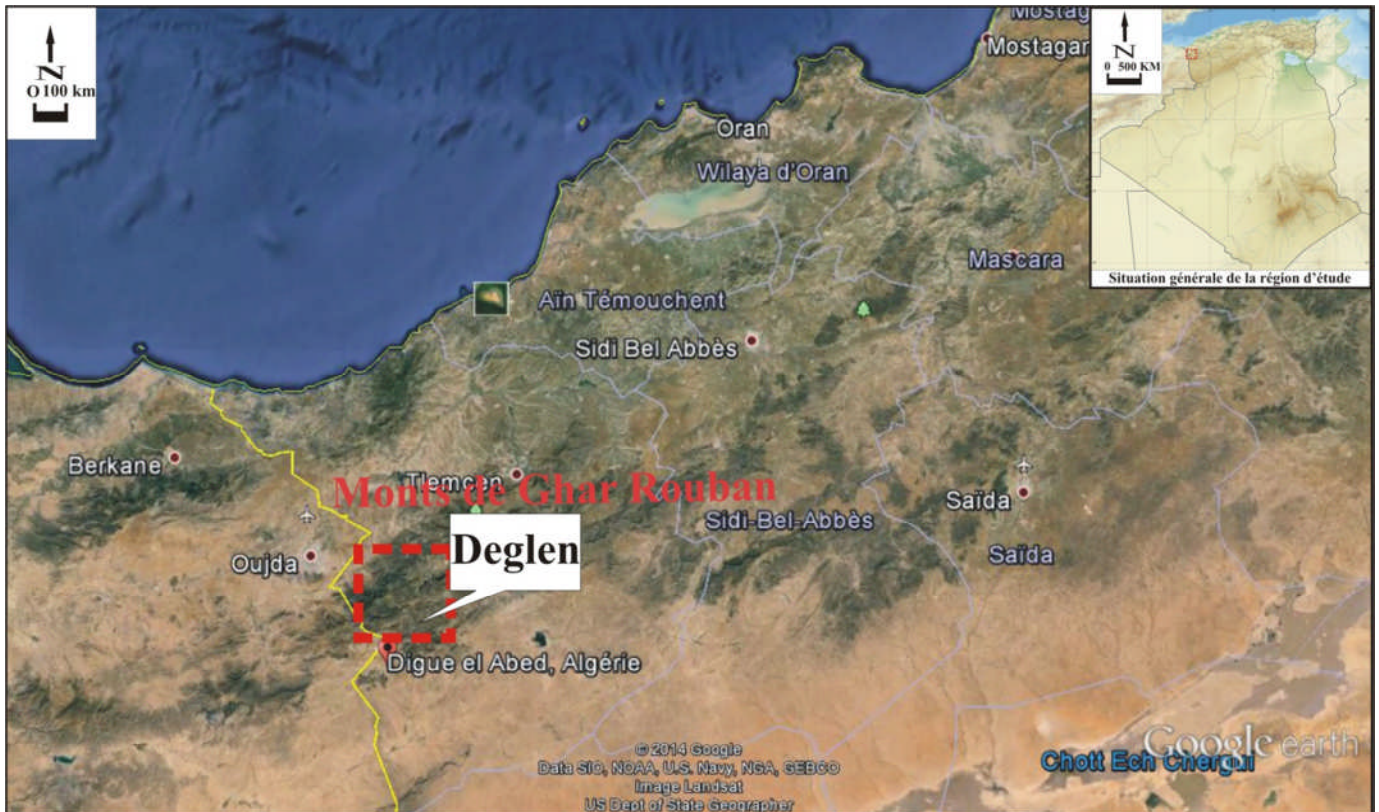 N
O 100 km
Mostag
Mostagar
N
0 500 KM
Situation générale de la région d'étude
Oran
Wilaya d'Oran
Mascara
Aïn Témouchent
Sidi Bel Abbès
Berkane
Tlemcen
Monts de Ghar Rouban
Saïda
Sidi-Bel-Abbès
Deglen
Oujda
Saïda
Digue el Abed, Algérie
© 2014 Google
Data SIO, NOAA, U.S. Navy, NGA, GEBCO
Image Landsat
US Dept of State Geographer
Google earth
Chott Ech Chergui